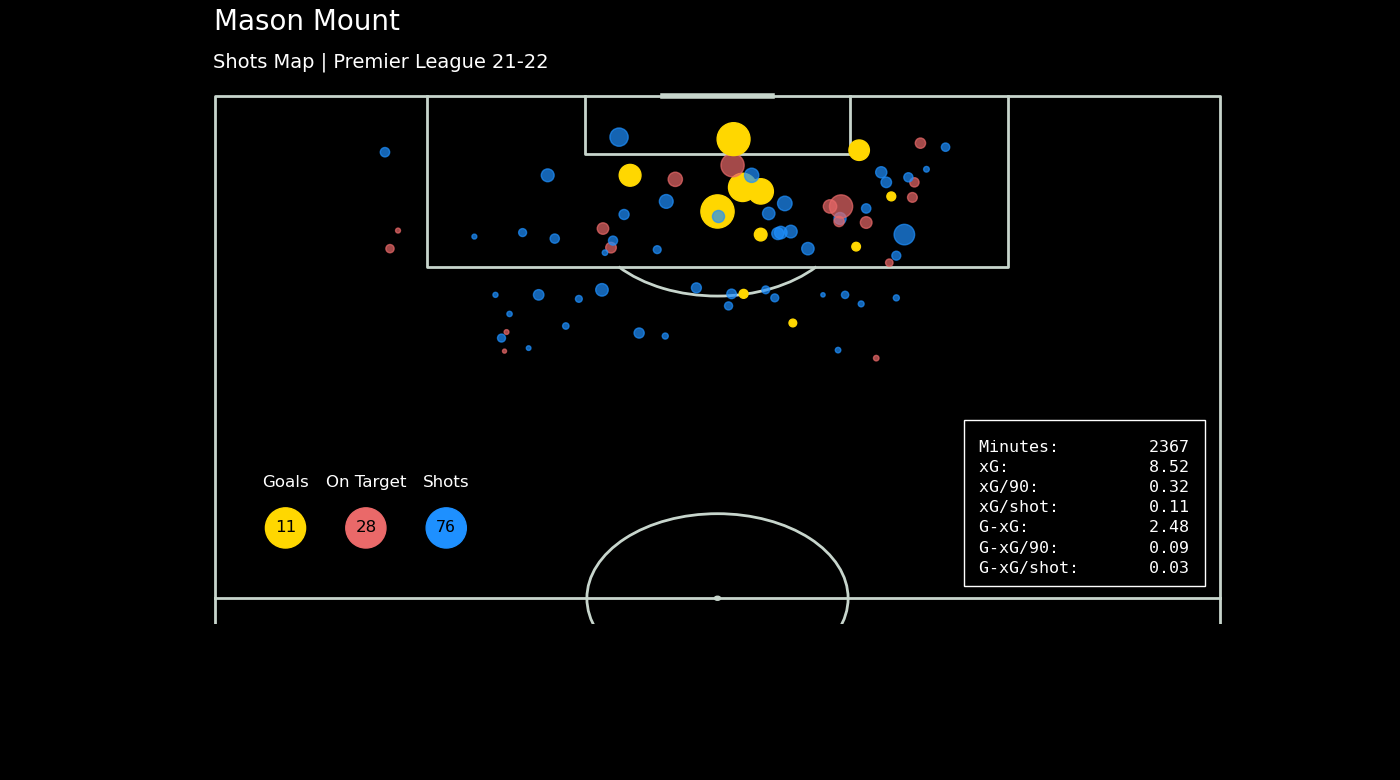 Mason Mount
Shots Map | Premier League 21-22
Goals On Target Shots
11 28 76
Minutes: 2367
xG: 8.52
xG/90: 0.32
xG/shot: 0.11
G-xG: 2.48
G-xG/90: 0.09
G-xG/shot: 0.03